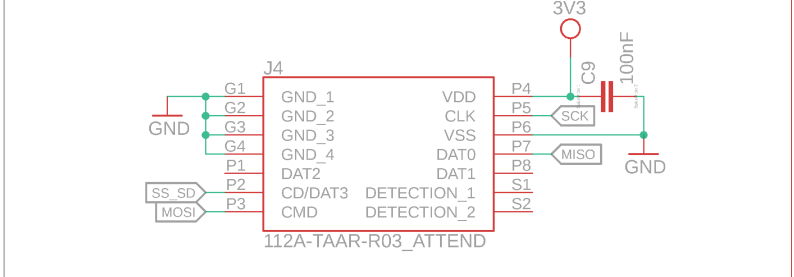 3V3
C9
100nF
J4
G1 GND_1 VDD P4
G2 GND_2 CLK P5 SCK
GND G3 GND_3 VSS P6
G4 GND_4 DAT0 P7 MISO GND
P1 DAT2 DAT1 P8
SS_SD P2 CD/DAT3 DETECTION_1 S1
MOSI P3 CMD DETECTION_2 S2
112A-TAAR-R03_ATTEND